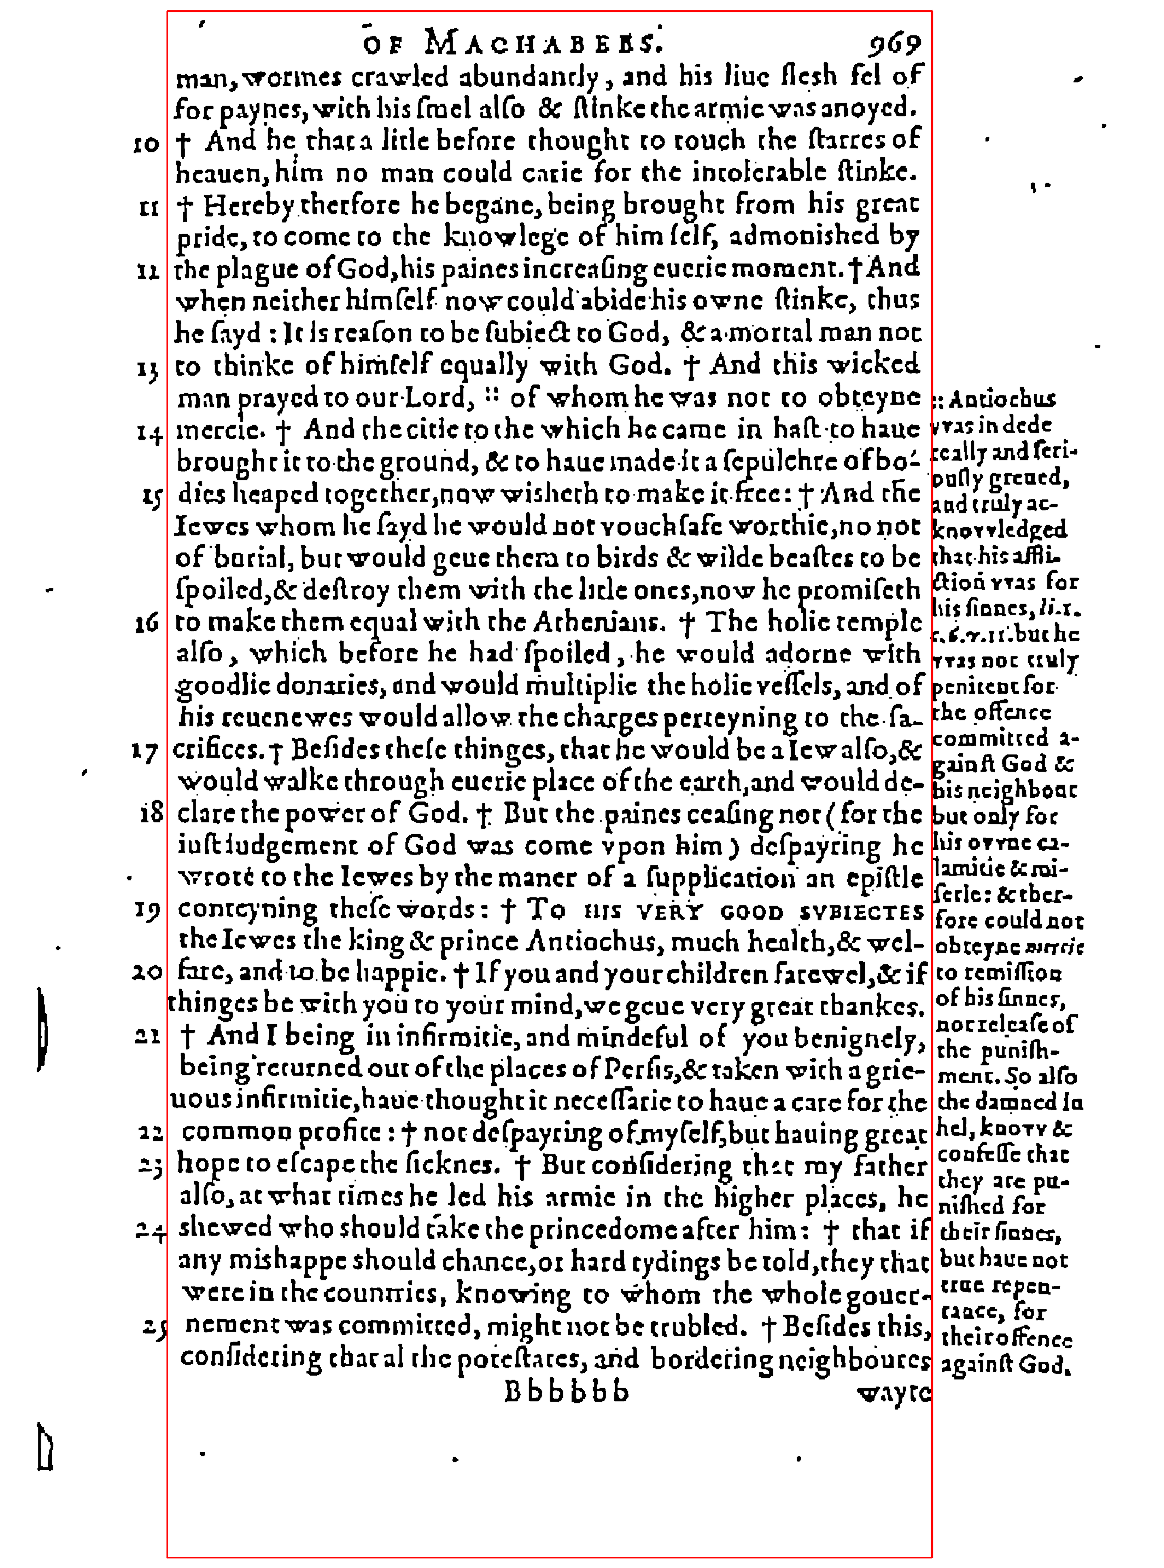 OF MACHABEES. 969
man, wormes crawled abundantly, and his liue flesh fel of
for paynes, with his ſmel alſo & ſtinke the armie was anoyed.
10 † And he that a litle before thought to touch the ſtarres of
heauen, him no man could carie for the intolerable ſtinke.
11 † Hereby therfore he begane, being brought from his great
pride, to come to the knowlege of him ſelf, admonished by
12 the plague of God, his paines increaſing euerie moment. † And
when neither himſelf now could abide his owne ſtinke, thus
he ſayd: It is reaſon to be ſubiect to God, & a mortal man not
13 to thinke of himſelf equally with God. † And this wicked
man prayed to our Lord, :: of whom he was not to obteyne
14 mercie. † And the citie to the which he came in haſt to haue
brought it to the ground, & to haue made it a ſepulchre of bo-
15 dies heaped together, now wisheth to make it free: † And the
Iewes whom he ſayd he would not vouchſafe worthie, no not
of burial, but would geue them to birds & wilde beaſtes to be
ſpoiled, & deſtroy them with the litle ones, now he promiſeth
16 to make them equal with the Athenians. † The holie temple
alſo, which before he had ſpoiled, he would adorne with
goodlie donaries, and would multiplie the holie veſſels, and of
his reuenewes would allow the charges perteyning to the ſa-
17 crifices. † Beſides theſe thinges, that he would be a Iew alſo, &
would walke through euerie place of the earth, and would de-
18 clare the power of God. † But the paines ceaſing not (for the
iuſt iudgement of God was come vpon him) deſpayring he
wrote to the Iewes by the maner of a ſupplication an epiſtle
19 conteyning theſe words: † TO HIS VERY GOOD SVBIECTES
the Iewes the king & prince Antiochus, much health, & wel-
20 fare, and to be happie. † If you and your children farewel, & if
thinges be with you to your mind, we geue very great thankes.
21 † And I being in infirmitie, and mindeful of you benignely,
being returned out of the places of Perſis, & taken with a grie-
uous infirmitie, haue thought it neceſſarie to haue a care for the
22 common profite: † not deſpayring of my ſelf, but hauing great
23 hope to eſcape the ſicknes. † But conſidering that my father
alſo, at what times he led his armie in the higher places, he
24 shewed who should take the princedome after him: † that if
any mishappe should chance, or hard tydings be told, they that
were in the countries, knowing to whom the whole gouer-
25 nement was committed, might not be trubled. † Beſides this,
conſidering that al the poteſtates, and bordering neighboures
Bbbbbb wayte
:: Antiochus
vvas in dede
really and ſeri-
ouſly greued,
and truly ac-
knovvledged
that his affli-
ction vvas for
his ſinnes, li. 1.
c. 6. v. 11. but he
vvas not truly
penitent for
the offence
committed a-
gainſt God &
his neighbour
but only for
his ovvne ca-
lamitie & mi-
ſerie: & ther-
fore could not
obteyne mercie
to remiſſion
of his ſinnes,
nor releaſe of
the punish-
ment. So alſo
the damned in
hel, knovv &
confeſſe that
they are pu-
nished for
their ſinnes,
but haue not
true repen-
tance, for
their offence
againſt God.